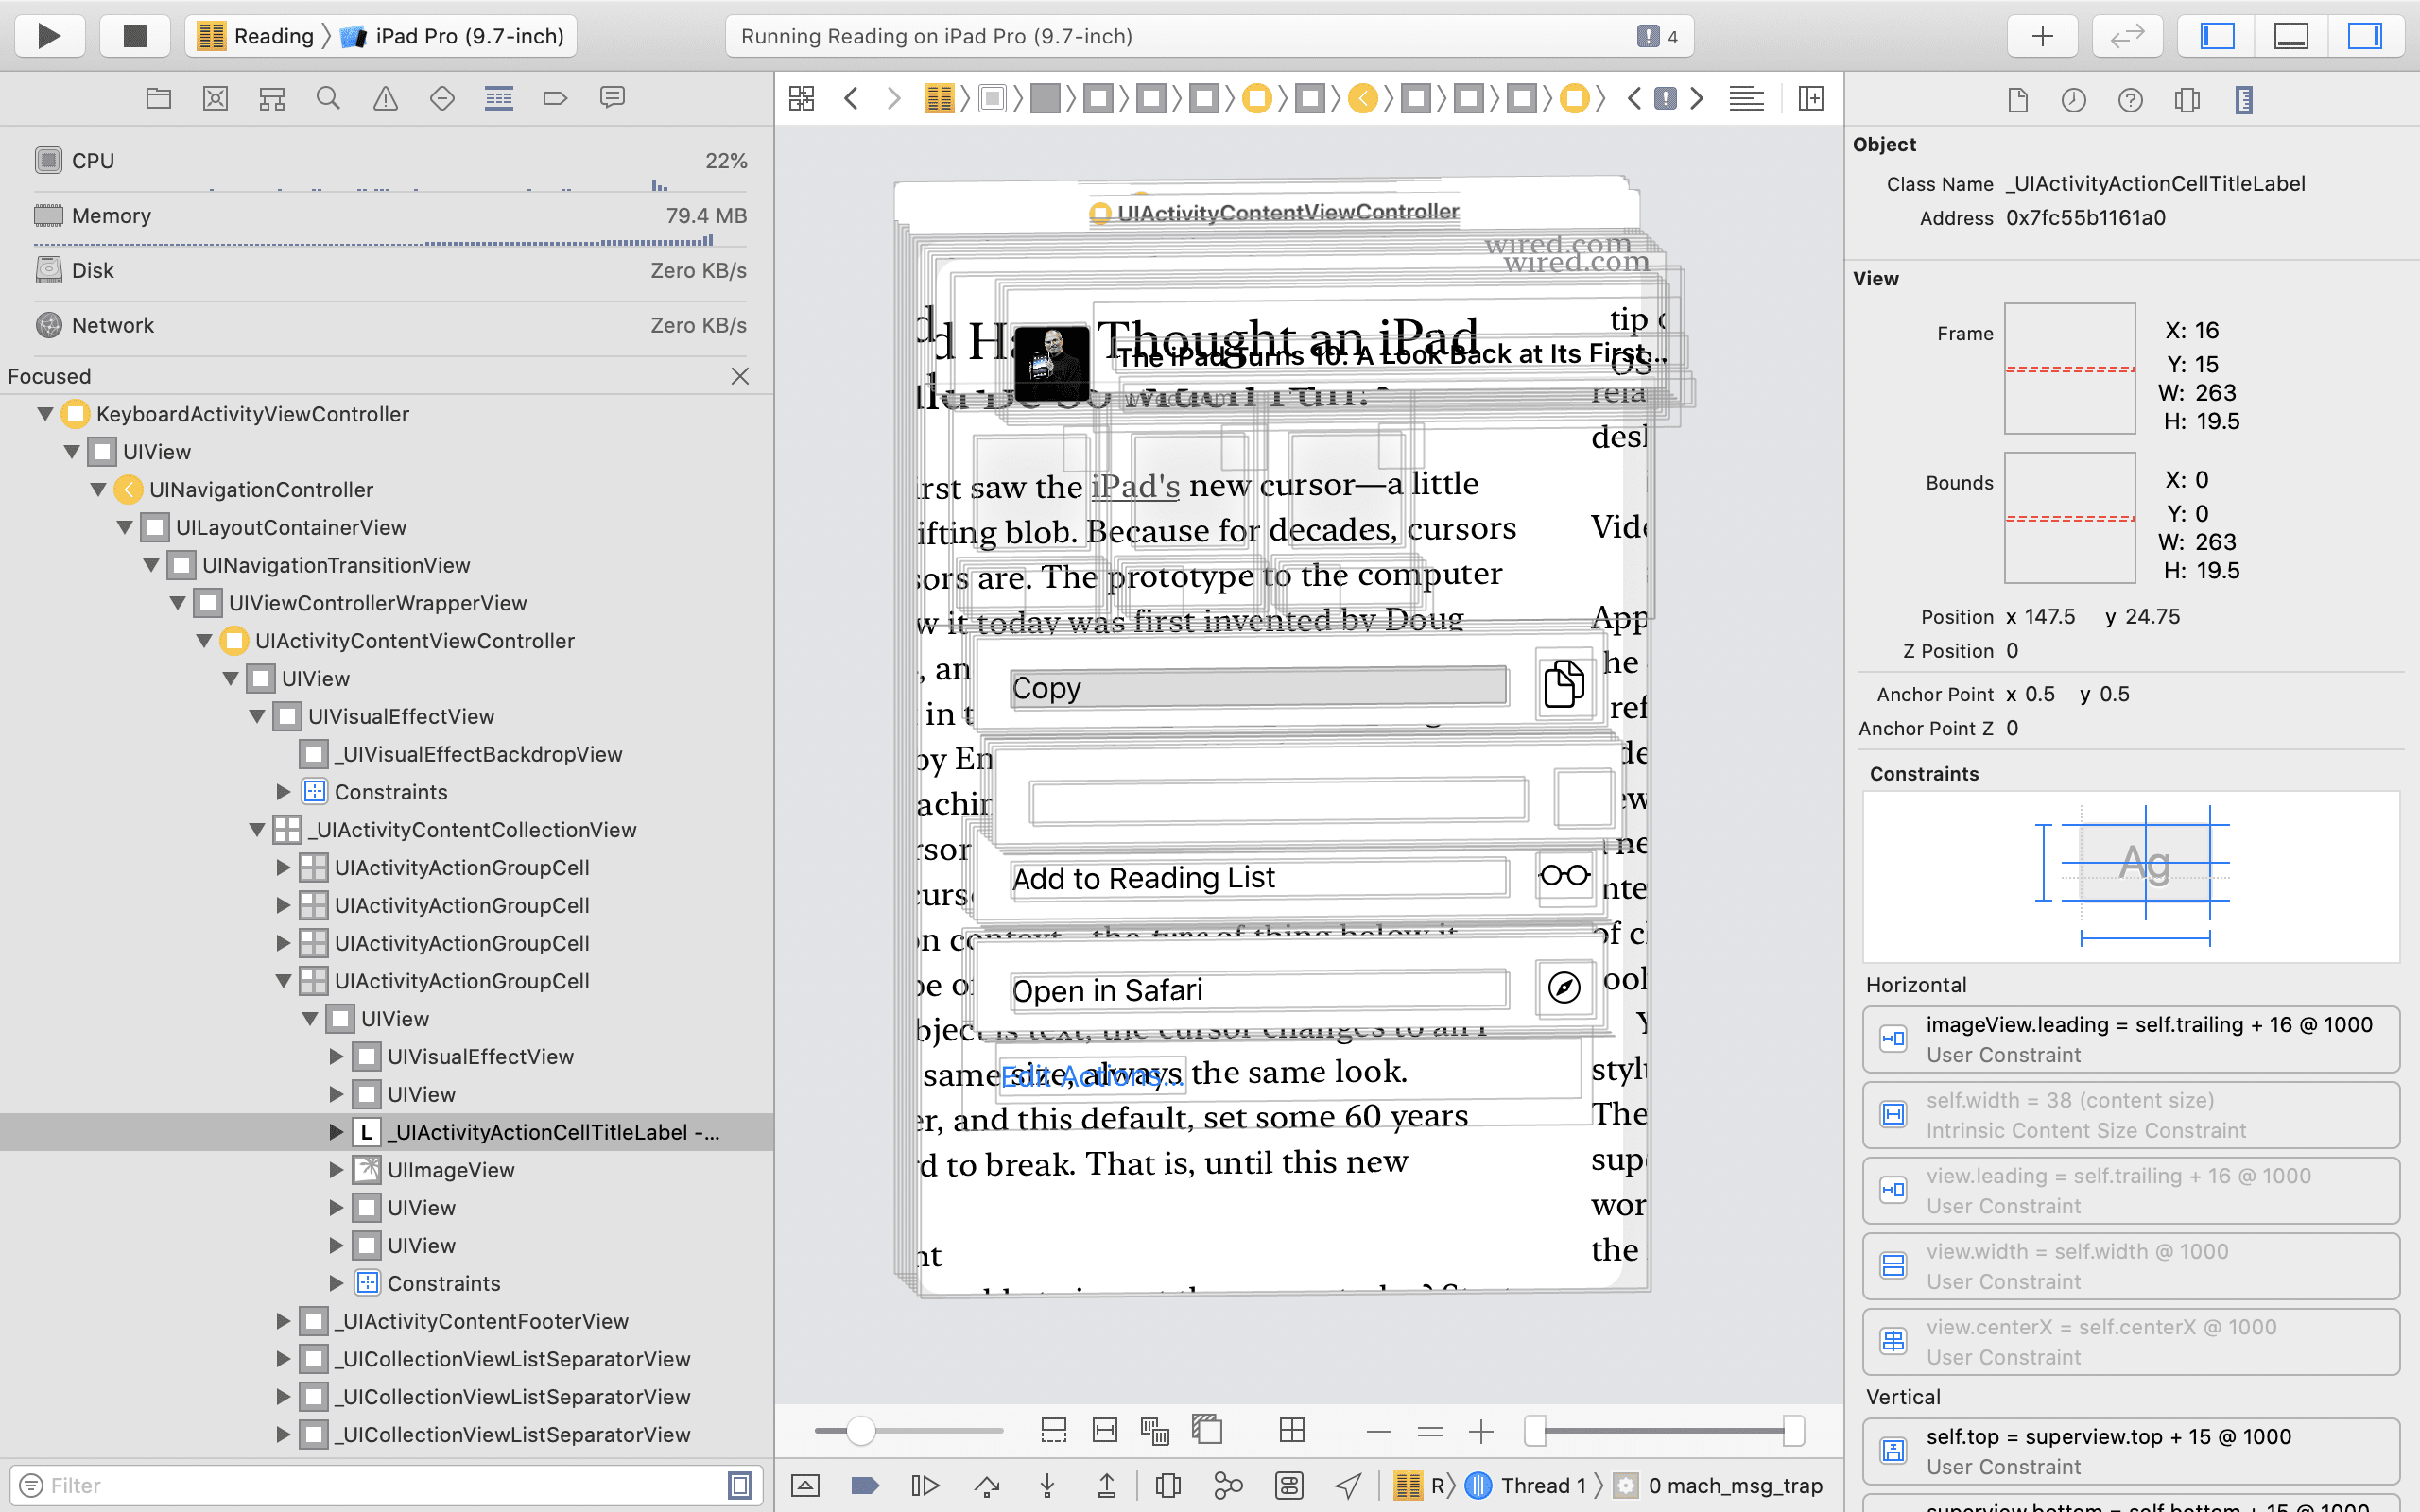 Reading
iPad Pro (9.7-inch)
Running Reading on iPad Pro (9.7-inch)
4
CPU
22%
Memory
79.4 MB
Disk
Zero KB/s
Network
Zero KB/s
Focused
KeyboardActivityViewController
UIView
UINavigationController
UILayoutContainerView
UINavigationTransitionView
UIViewControllerWrapperView
UIActivityContentViewController
UIView
UIVisualEffectView
_UIVisualEffectBackdropView
Constraints
_UIActivityContentCollectionView
UIActivityActionGroupCell
UIActivityActionGroupCell
UIActivityActionGroupCell
UIActivityActionGroupCell
UIView
UIVisualEffectView
UIView
L _UIActivityActionCellTitleLabel -...
UIImageView
UIView
UIView
Constraints
_UIActivityContentFooterView
_UICollectionViewListSeparatorView
_UICollectionViewListSeparatorView
_UICollectionViewListSeparatorView
Filter
UIActivityContentViewController
wired.com
wired.com
Thought an iPad
The iPad Turns 10: A Look Back at Its First...
irst saw the iPad's new cursor—a little
ifting blob. Because for decades, cursors
sors are. The prototype to the computer
w it today was first invented by Doug
Copy
Add to Reading List
Open in Safari
Edit Actions...
same size, always the same look.
er, and this default, set some 60 years
rd to break. That is, until this new
R
Thread 1
0 mach_msg_trap
Object
Class Name _UIActivityActionCellTitleLabel
Address 0x7fc55b1161a0
View
Frame
X: 16
Y: 15
W: 263
H: 19.5
Bounds
X: 0
Y: 0
W: 263
H: 19.5
Position x 147.5 y 24.75
Z Position 0
Anchor Point x 0.5 y 0.5
Anchor Point Z 0
Constraints
Ag
Horizontal
imageView.leading = self.trailing + 16 @ 1000
User Constraint
self.width = 38 (content size)
Intrinsic Content Size Constraint
view.leading = self.trailing + 16 @ 1000
User Constraint
view.width = self.width @ 1000
User Constraint
view.centerX = self.centerX @ 1000
User Constraint
Vertical
self.top = superview.top + 15 @ 1000
User Constraint
superview.bottom = self.bottom + 15 @ 1000